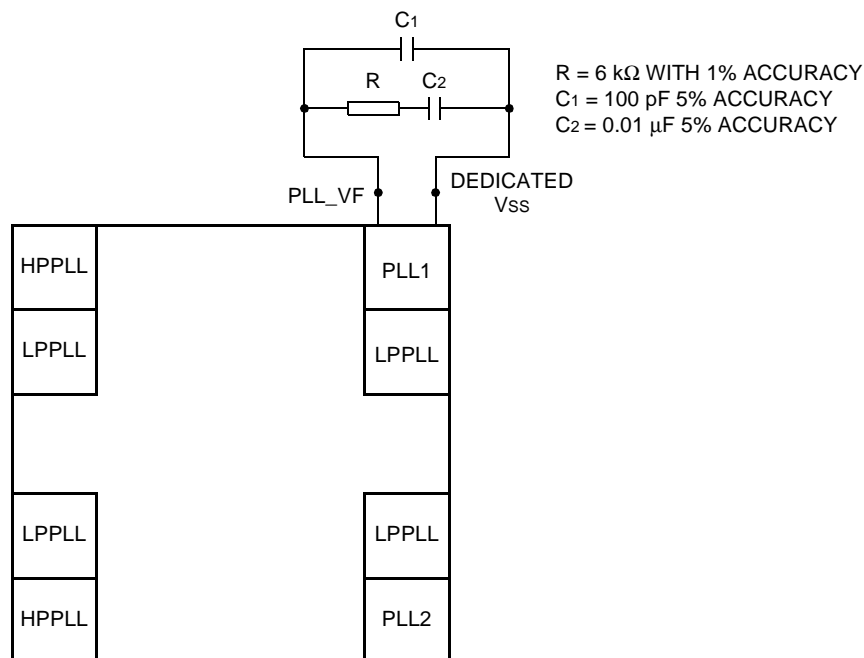 C1
R C2
R = 6 kΩ WITH 1% ACCURACY
C1 = 100 pF 5% ACCURACY
C2 = 0.01 µF 5% ACCURACY
PLL_VF
DEDICATED
VSS
HPPLL
PLL1
LPPLL
LPPLL
LPPLL
LPPLL
HPPLL
PLL2